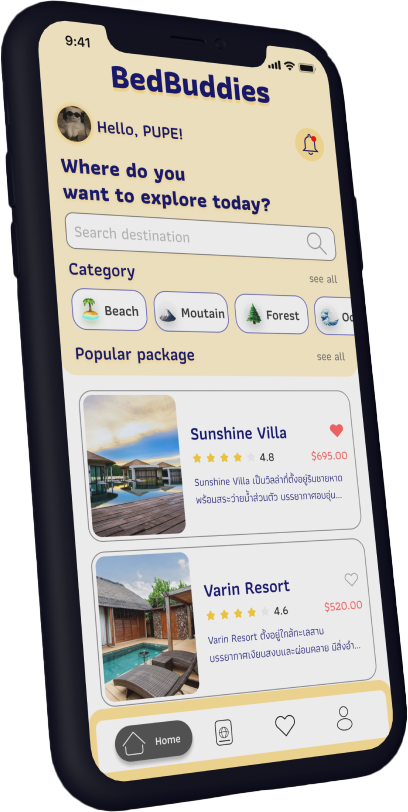 9:41
BedBuddies
Hello, PUPE!
Where do you
want to explore today?
Search destination
Category
see all
Beach
Moutain
Forest
Popular package
see all
Sunshine Villa
4.8
$695.00
Sunshine Villa เป็นวิลล่าที่ตั้งอยู่ริมชายหาด
พร้อมสระว่ายน้ำส่วนตัว บรรยากาศอบอุ่น...
Varin Resort
4.6
$520.00
Varin Resort ตั้งอยู่ใกล้ทะเลสาบ
บรรยากาศเงียบสงบและผ่อนคลาย มีสิ่งอำ...
Home